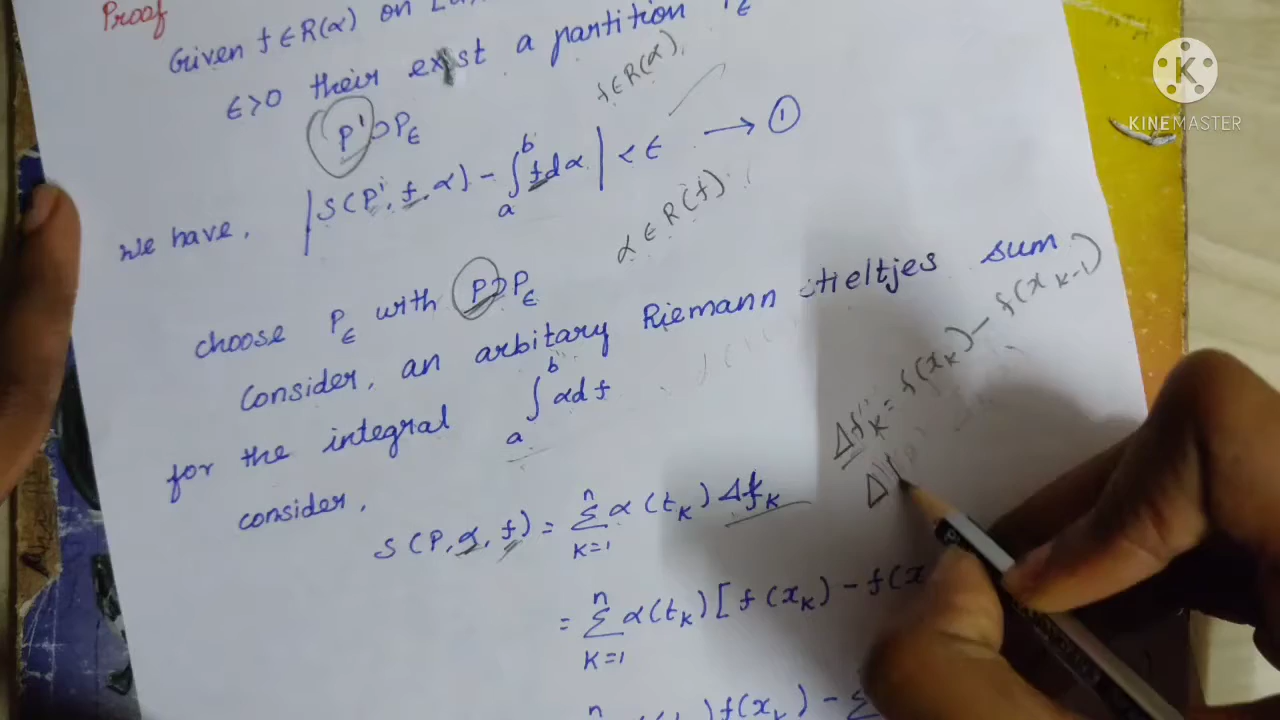 Proof
Given f ∈ R(α) on
ε > 0 their exist a partition P_ε
P' ⊃ P_ε
f ∈ R(α).
we have, | S(P', f, α) - ∫_a^b f dα | < ε → ①
α ∈ R(f)
choose P_ε with P ⊃ P_ε
Consider, an arbitary Riemann stieltjes sum
for the integral ∫_a^b α d f
Δf_k = f(x_k) - f(x_{k-1})
Δ
consider,
S(P, α, f) = Σ_{k=1}^n α(t_k) Δf_k
= Σ_{k=1}^n α(t_k) [ f(x_k) - f(x
n (t_k) f(x_k) - Σ
K
KINEMASTER